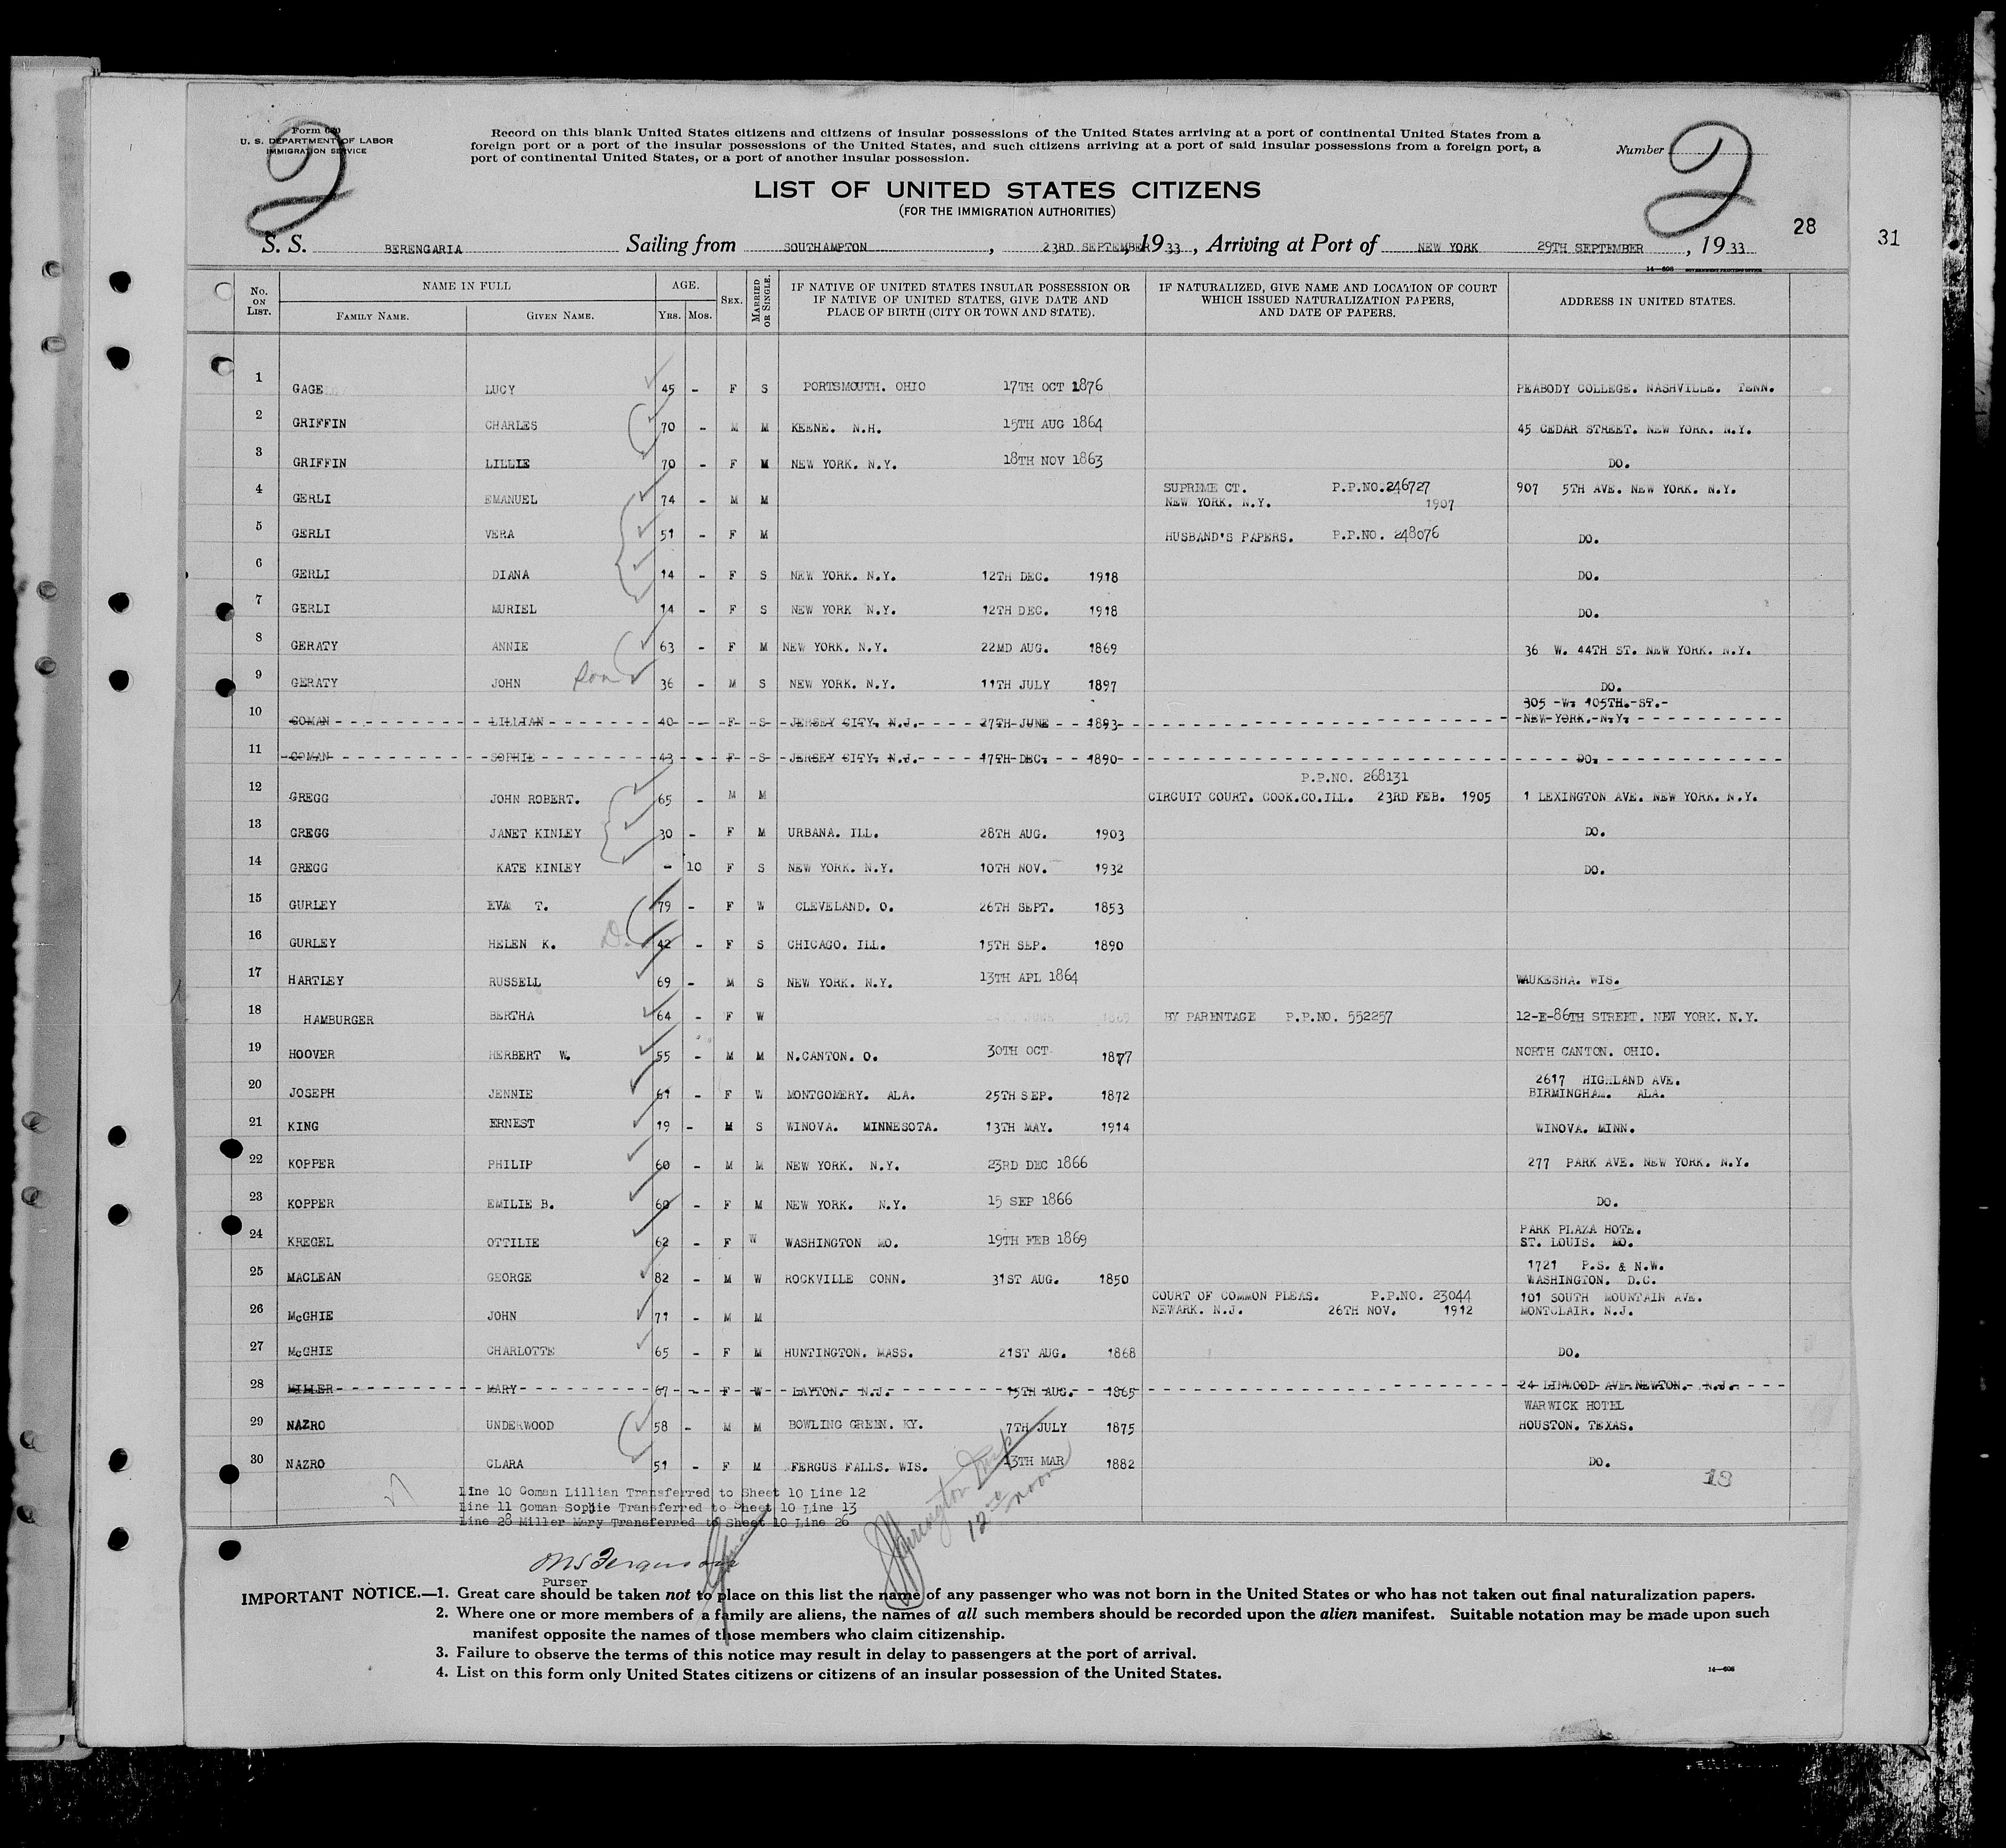 Form 630
U. S. DEPARTMENT OF LABOR
IMMIGRATION SERVICE
Record on this blank United States citizens and citizens of insular possessions of the United States arriving at a port of continental United States from a
foreign port or a port of the insular possessions of the United States, and such citizens arriving at a port of said insular possessions from a foreign port, a
port of continental United States, or a port of another insular possession.
Number
2
2
LIST OF UNITED STATES CITIZENS
(FOR THE IMMIGRATION AUTHORITIES)
28
31
S. S. BERENGARIA Sailing from SOUTHAMPTON, 23RD SEPTEMBER, 1933, Arriving at Port of NEW YORK 29TH SEPTEMBER, 1933
14—608 GOVERNMENT PRINTING OFFICE
No. ON LIST. NAME IN FULL FAMILY NAME. GIVEN NAME. AGE. YRS. MOS. SEX. MARRIED OR SINGLE. IF NATIVE OF UNITED STATES INSULAR POSSESSION OR IF NATIVE OF UNITED STATES, GIVE DATE AND PLACE OF BIRTH (CITY OR TOWN AND STATE). IF NATURALIZED, GIVE NAME AND LOCATION OF COURT WHICH ISSUED NATURALIZATION PAPERS, AND DATE OF PAPERS. ADDRESS IN UNITED STATES.
1 GAGE LUCY 45 - F S PORTSMOUTH. OHIO 17TH OCT 1876 PEABODY COLLEGE. NASHVILLE. TENN.
2 GRIFFIN CHARLES 70 - M M KEENE. N.H. 15TH AUG 1864 45 CEDAR STREET. NEW YORK. N.Y.
3 GRIFFIN LILLIE 70 - F M NEW YORK. N.Y. 18TH NOV 1863 DO.
4 GERLI EMANUEL 74 - M M SUPREME CT. P.P.NO.246727 907 5TH AVE. NEW YORK. N.Y.
NEW YORK. N.Y. 1907
5 GERLI VERA 51 - F M HUSBAND'S PAPERS. P.P.NO. 248076 DO.
6 GERLI DIANA 14 - F S NEW YORK. N.Y. 12TH DEC. 1918 DO.
7 GERLI MURIEL 14 - F S NEW YORK N.Y. 12TH DEC. 1918 DO.
8 GERATY ANNIE 63 - F M NEW YORK. N.Y. 22MD AUG. 1869 36 W. 44TH ST. NEW YORK. N.Y.
9 GERATY JOHN son 36 - M S NEW YORK. N.Y. 11TH JULY 1897 DO.
305 -W. 105TH.-ST.-
10 GOMAN LILLIAN 40 - F S JERSEY CITY. N.J. 27TH JUNE 1893 NEW YORK. N.Y.
11 GOMAN SOPHIE 43 - F S JERSEY CITY. N.J. 17TH DEC. 1890 DO.
P.P.NO. 268131
12 GREGG JOHN ROBERT. 65 - M M CIRCUIT COURT. COOK.CO.ILL. 23RD FEB. 1905 1 LEXINGTON AVE. NEW YORK. N.Y.
13 GREGG JANET KINLEY 30 - F M URBANA. ILL. 28TH AUG. 1903 DO.
14 GREGG KATE KINLEY - 10 F S NEW YORK. N.Y. 10TH NOV. 1932 DO.
15 GURLEY EVA T. 79 - F W CLEVELAND. O. 26TH SEPT. 1853
16 GURLEY HELEN K. D. 42 - F S CHICAGO. ILL. 15TH SEP. 1890
17 HARTLEY RUSSELL 69 - M S NEW YORK. N.Y. 13TH APL 1864 WAUKESHA. WIS.
18 HAMBURGER BERTHA 64 - F W JUNE 1869 BY PARENTAGE P.P.NO. 552257 12-E-86TH STREET. NEW YORK. N.Y.
19 HOOVER HERBERT W. 55 - M M N.CANTON. O. 30TH OCT 1877 NORTH CANTON. OHIO.
20 JOSEPH JENNIE 61 - F W MONTGOMERY. ALA. 25TH SEP. 1872 2617 HIGHLAND AVE.
BIRMINGHAM. ALA.
21 KING ERNEST 19 - M S WINOVA. MINNESOTA. 13TH MAY. 1914 WINOVA. MINN.
22 KOPPER PHILIP 60 - M M NEW YORK. N.Y. 23RD DEC 1866 277 PARK AVE. NEW YORK. N.Y.
23 KOPPER EMILIE B. 60 - F M NEW YORK. N.Y. 15 SEP 1866 DO.
24 KREGEL OTTILIE 62 - F W WASHINGTON MO. 19TH FEB 1869 PARK PLAZA HOTE.
ST. LOUIS. MO.
25 MACLEAN GEORGE 82 - M W ROCKVILLE CONN. 31ST AUG. 1850 1721 P.S. & N.W.
WASHINGTON. D.C.
26 McGHIE JOHN 71 - M M COURT OF COMMON PLEAS. P.P.NO. 23044 101 SOUTH MOUNTAIN AVE.
NEWARK. N.J. 26TH NOV. 1912 MONTCLAIR. N.J.
27 McGHIE CHARLOTTE 65 - F M HUNTINGTON. MASS. 21ST AUG. 1868 DO.
28 MILLER MARY 67 - F W LAYTON. N.J. 15TH AUG. 1865 24 LINWOOD AVE NEWTON. N.J.
WARWICK HOTEL
29 NAZRO UNDERWOOD 58 - M M BOWLING GREEN. KY. 7TH JULY 1875 HOUSTON. TEXAS.
30 NAZRO CLARA 51 - F M FERGUS FALLS. WIS. 13TH MAR 1882 DO.
18
Line 10 Goman Lillian Transferred to Sheet 10 Line 12
Line 11 Goman Sophie Transferred to Sheet 10 Line 13
Line 28 Miller Mary Transferred to Sheet 10 Line 26
12 noon
Purser
IMPORTANT NOTICE.—1. Great care should be taken not to place on this list the name of any passenger who was not born in the United States or who has not taken out final naturalization papers.
2. Where one or more members of a family are aliens, the names of all such members should be recorded upon the alien manifest. Suitable notation may be made upon such
manifest opposite the names of those members who claim citizenship.
3. Failure to observe the terms of this notice may result in delay to passengers at the port of arrival.
4. List on this form only United States citizens or citizens of an insular possession of the United States.
14—608